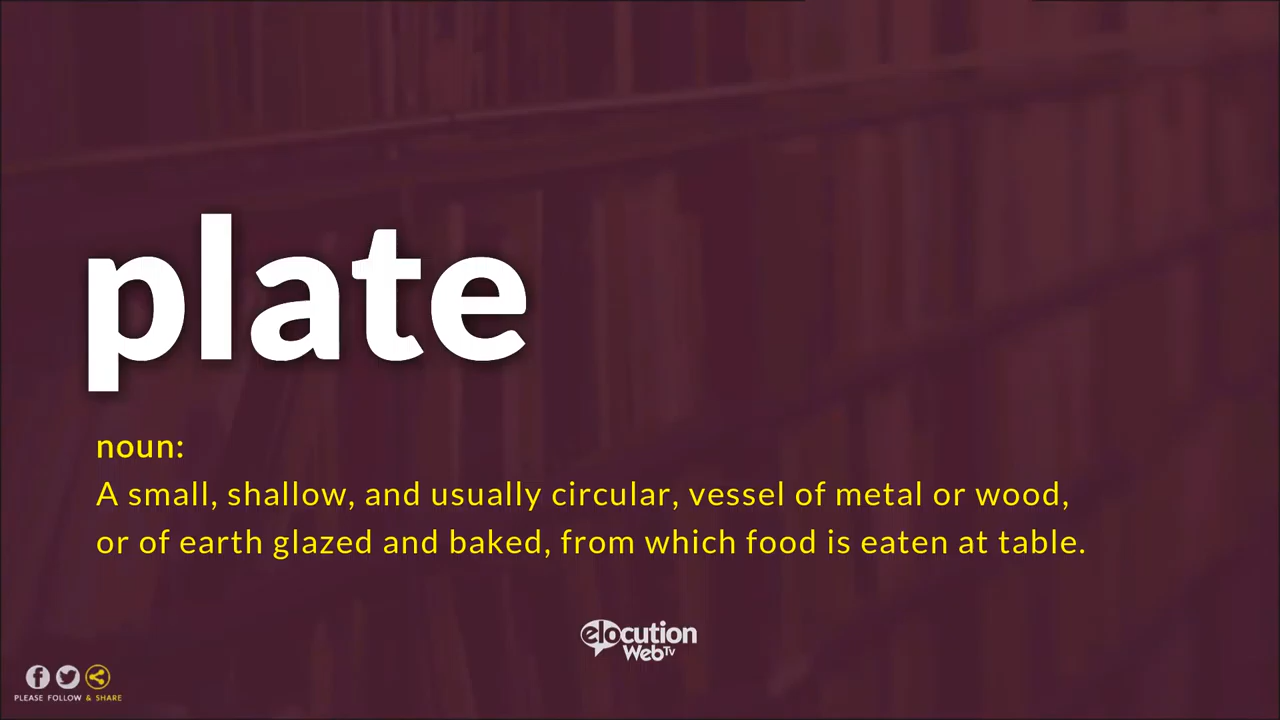 plate
noun:
A small, shallow, and usually circular, vessel of metal or wood,
or of earth glazed and baked, from which food is eaten at table.
elocution
WebTv
PLEASE FOLLOW & SHARE